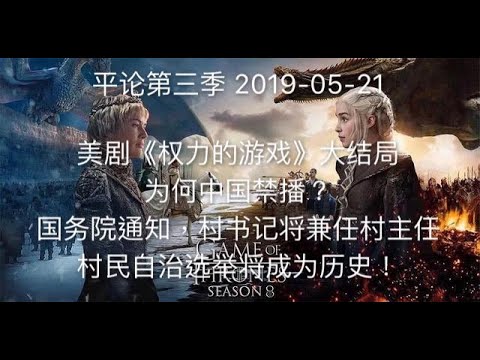 平论第三季 2019-05-21
美剧《权力的游戏》大结局
为何中国禁播？
国务院通知，村书记将兼任村主任
GAME OF
村民自治选举将成为历史！
THRONES
SEASON 8